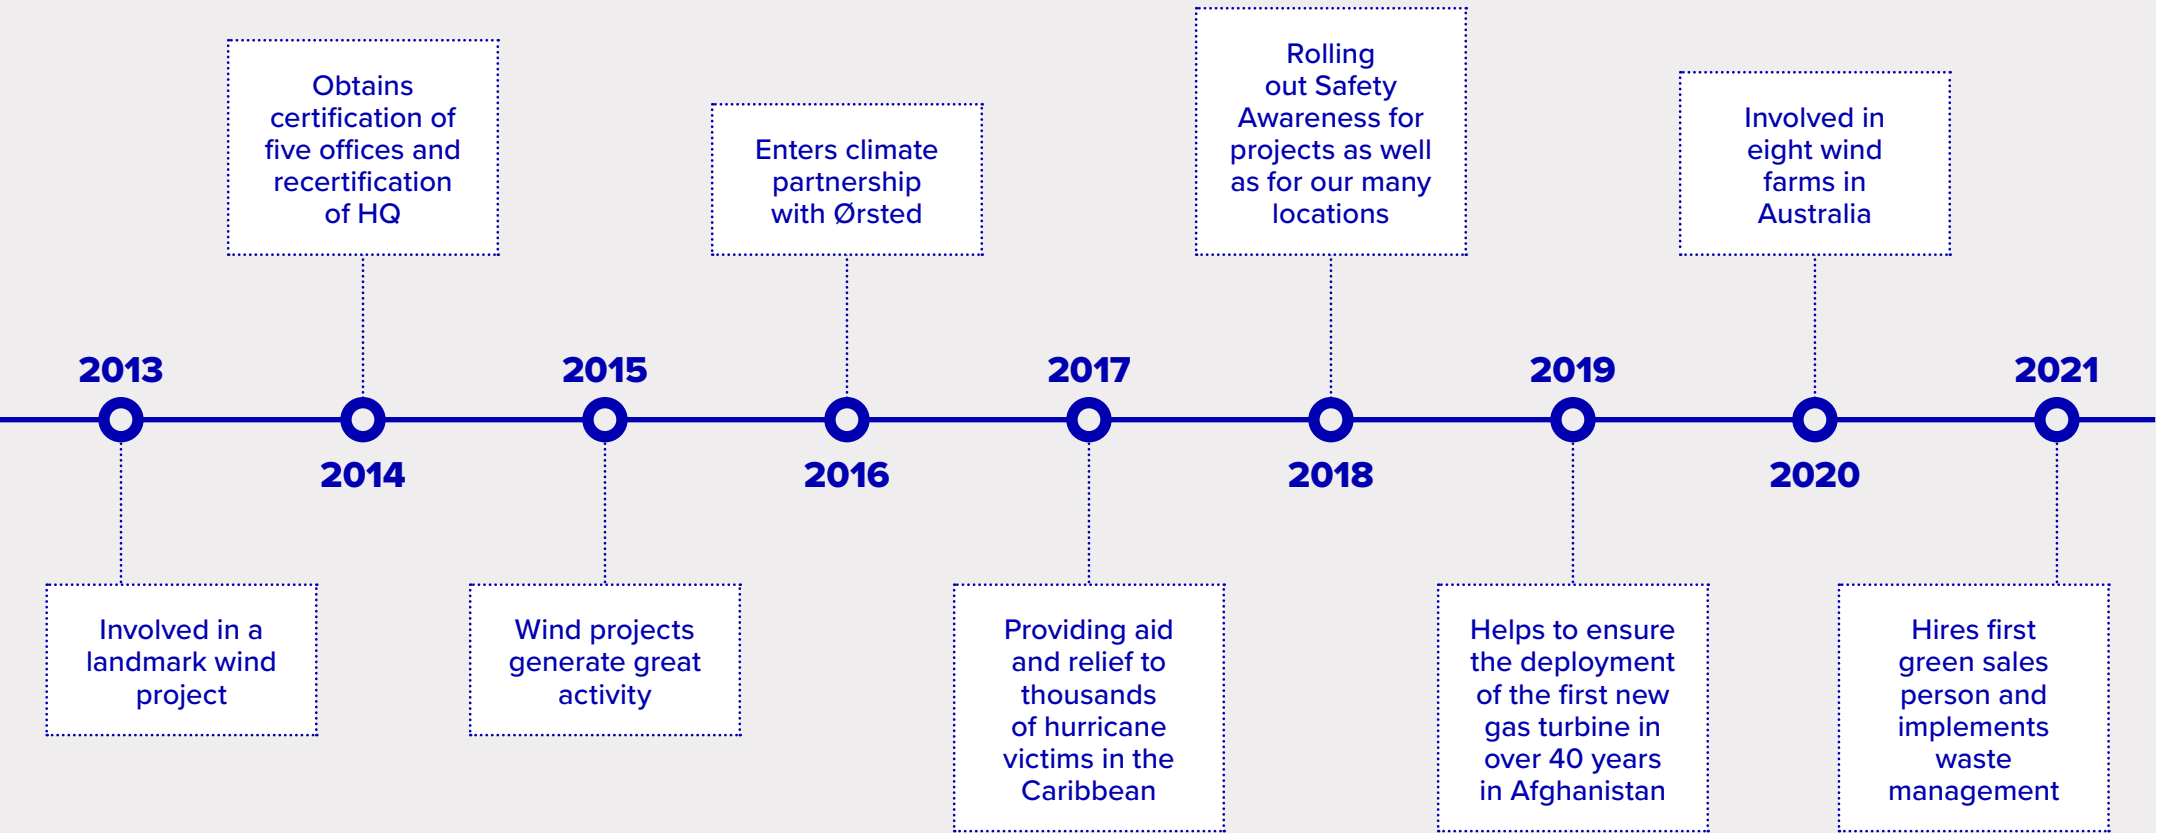 2013
Involved in a
landmark wind
project
Obtains
certification of
five offices and
recertification
of HQ
2014
2015
Wind projects
generate great
activity
Enters climate
partnership
with Ørsted
2016
2017
Providing aid
and relief to
thousands
of hurricane
victims in the
Caribbean
Rolling
out Safety
Awareness for
projects as well
as for our many
locations
2018
2019
Helps to ensure
the deployment
of the first new
gas turbine in
over 40 years
in Afghanistan
Involved in
eight wind
farms in
Australia
2020
2021
Hires first
green sales
person and
implements
waste
management